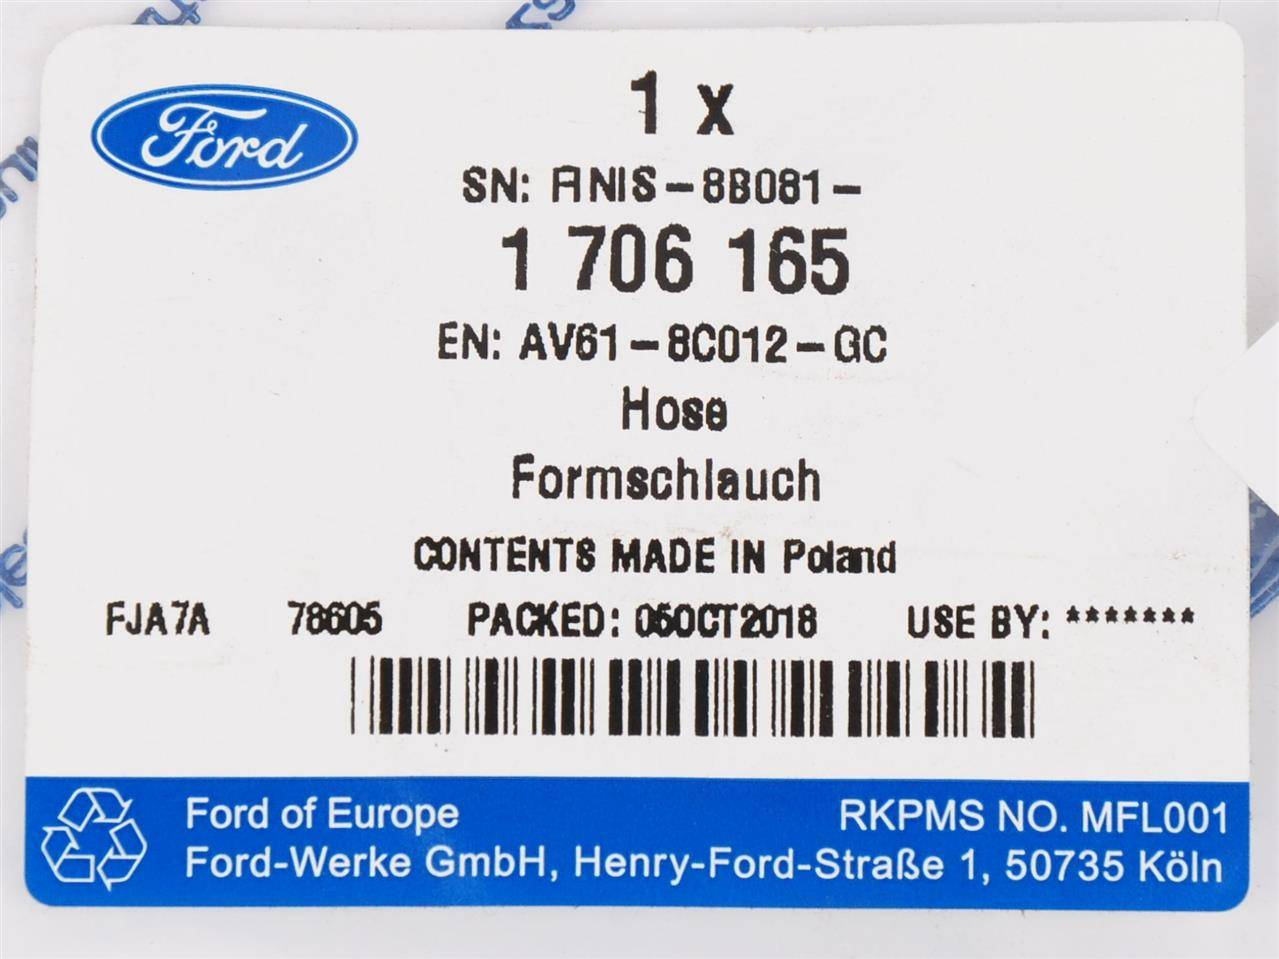 Ford
1 x
SN: FINIS-8B081-
1 706 165
EN: AV61-8C012-GC
Hose
Formschlauch
CONTENTS MADE IN Poland
FJA7A 78605 PACKED: 05OCT2018 USE BY: *******
Ford of Europe RKPMS NO. MFL001
Ford-Werke GmbH, Henry-Ford-Straße 1, 50735 Köln